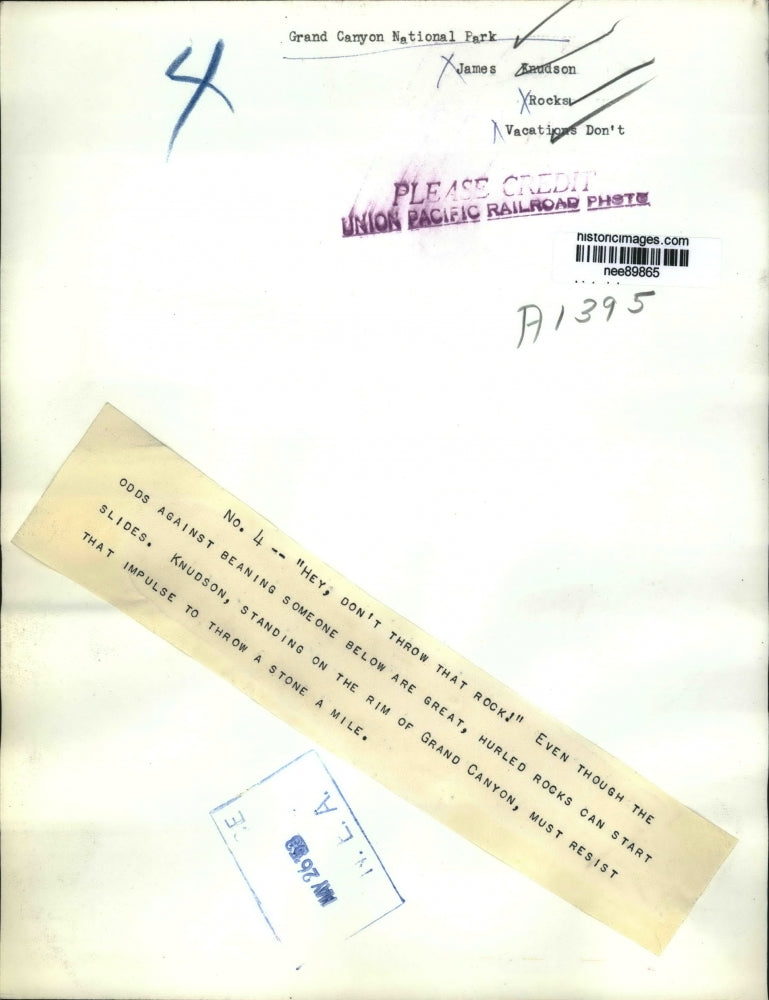 Grand Canyon National Park
4
James Knudson
Rocks
Vacations Don't
PLEASE CREDIT
UNION PACIFIC RAILROAD PHOTO
historicimages.com
nee89865
A1395
No. 4 -- "HEY, DON'T THROW THAT ROCK!" EVEN THOUGH THE
ODDS AGAINST BEANING SOMEONE BELOW ARE GREAT, HURLED ROCKS CAN START
SLIDES. KNUDSON, STANDING ON THE RIM OF GRAND CANYON, MUST RESIST
THAT IMPULSE TO THROW A STONE A MILE.
N. E. A.
MAY 26